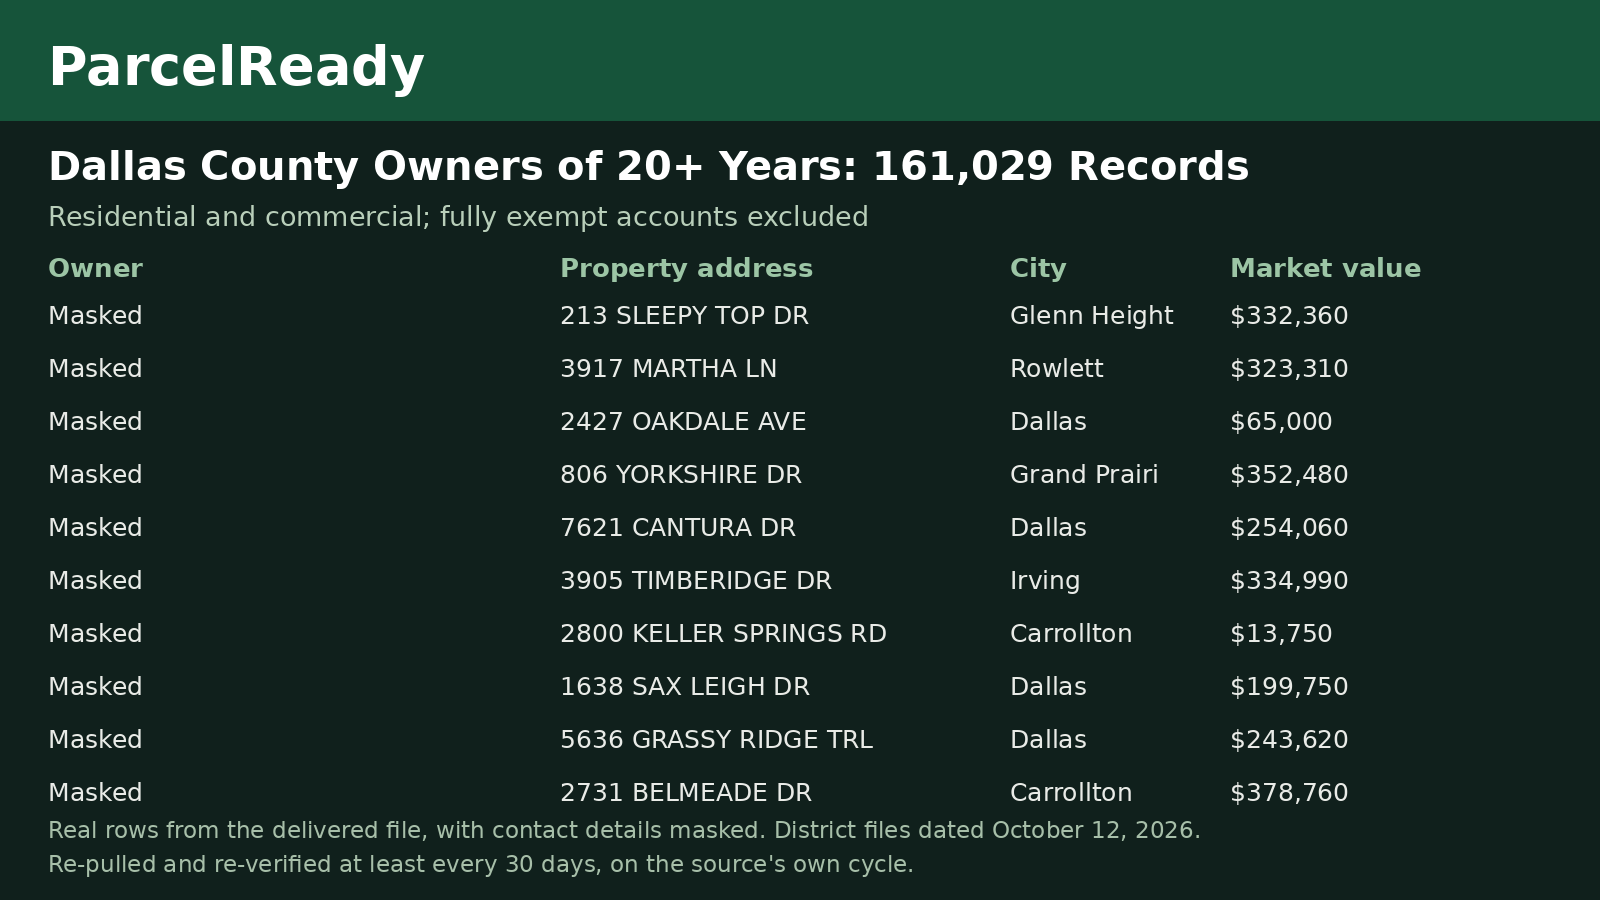 ParcelReady
Dallas County Owners of 20+ Years: 161,029 Records
Residential and commercial; fully exempt accounts excluded
Owner Property address City Market value
Masked 213 SLEEPY TOP DR Glenn Height $332,360
Masked 3917 MARTHA LN Rowlett $323,310
Masked 2427 OAKDALE AVE Dallas $65,000
Masked 806 YORKSHIRE DR Grand Prairi $352,480
Masked 7621 CANTURA DR Dallas $254,060
Masked 3905 TIMBERIDGE DR Irving $334,990
Masked 2800 KELLER SPRINGS RD Carrollton $13,750
Masked 1638 SAX LEIGH DR Dallas $199,750
Masked 5636 GRASSY RIDGE TRL Dallas $243,620
Masked 2731 BELMEADE DR Carrollton $378,760
Real rows from the delivered file, with contact details masked. District files dated October 12, 2026.
Re-pulled and re-verified at least every 30 days, on the source's own cycle.